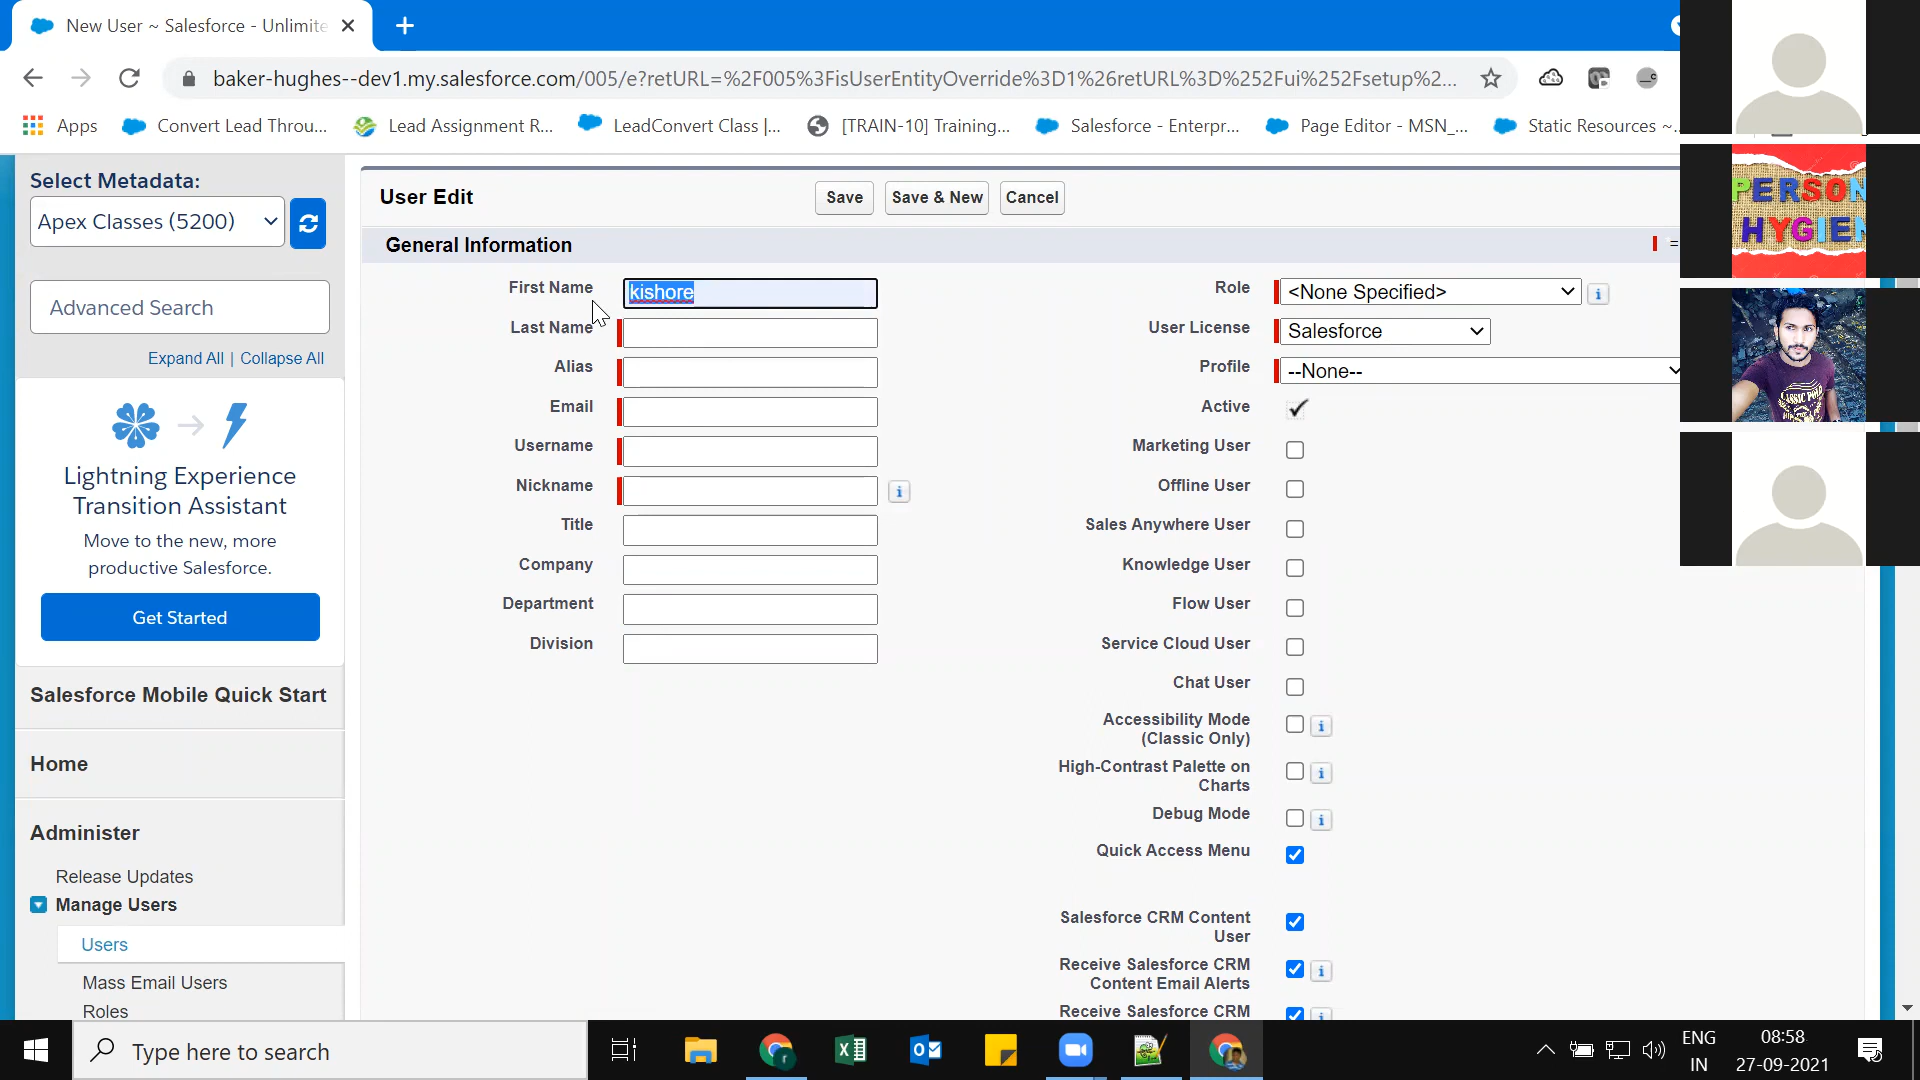 New User ~ Salesforce - Unlimite
baker-hughes--dev1.my.salesforce.com/005/e?retURL=%2F005%3FisUserEntityOverride%3D1%26retURL%3D%252Fui%252Fsetup%2...
Apps
Convert Lead Throu...
Lead Assignment R...
LeadConvert Class |...
[TRAIN-10] Training...
Salesforce - Enterpr...
Page Editor - MSN_...
Static Resources ~...
Select Metadata:
Apex Classes (5200)
Advanced Search
Expand All | Collapse All
Lightning Experience
Transition Assistant
Move to the new, more
productive Salesforce.
Get Started
Salesforce Mobile Quick Start
Home
Administer
Release Updates
Manage Users
Users
Mass Email Users
Roles
User Edit
Save
Save & New
Cancel
General Information
=
First Name
kishore
Last Name
Alias
Email
Username
Nickname
Title
Company
Department
Division
Role
<None Specified>
User License
Salesforce
Profile
--None--
Active
Marketing User
Offline User
Sales Anywhere User
Knowledge User
Flow User
Service Cloud User
Chat User
Accessibility Mode
(Classic Only)
High-Contrast Palette on
Charts
Debug Mode
Quick Access Menu
Salesforce CRM Content
User
Receive Salesforce CRM
Content Email Alerts
Receive Salesforce CRM
PERSON
HYGIEN
Type here to search
ENG
IN
08:58
27-09-2021